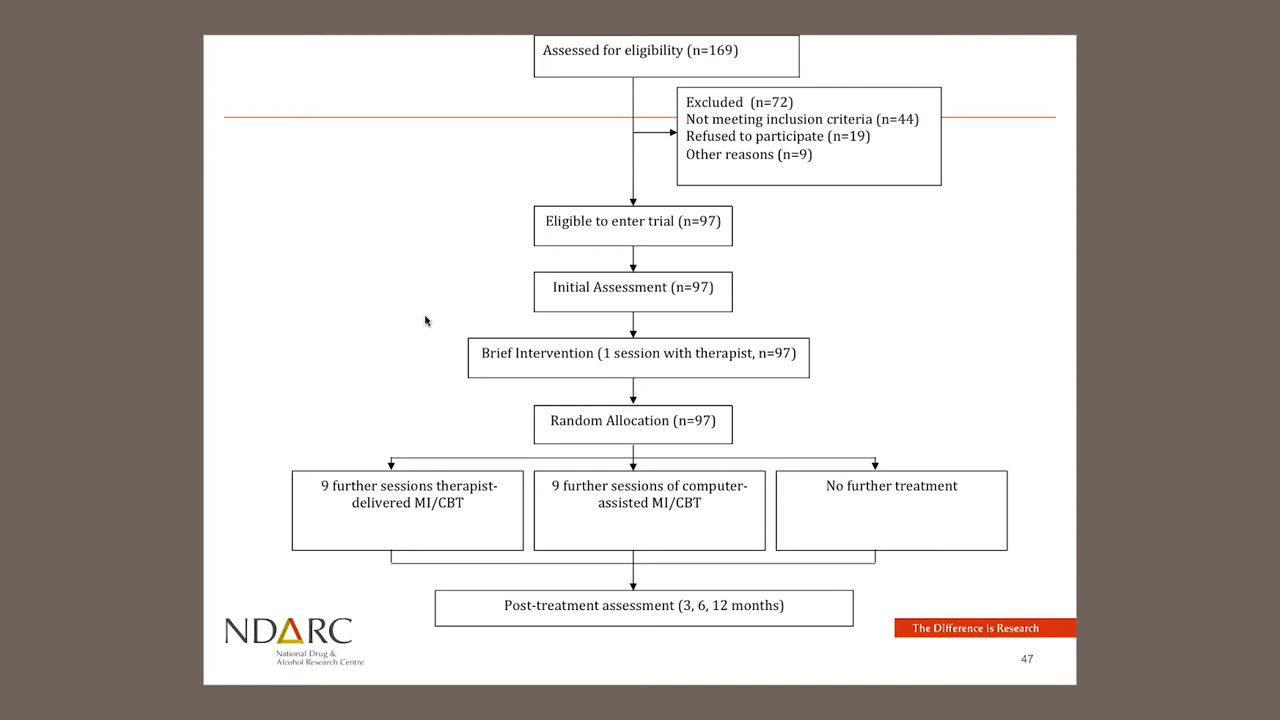 Assessed for eligibility (n=169)
Excluded (n=72)
Not meeting inclusion criteria (n=44)
Refused to participate (n=19)
Other reasons (n=9)
Eligible to enter trial (n=97)
Initial Assessment (n=97)
Brief Intervention (1 session with therapist, n=97)
Random Allocation (n=97)
9 further sessions therapist-
delivered MI/CBT
9 further sessions of computer-
assisted MI/CBT
No further treatment
Post-treatment assessment (3, 6, 12 months)
NDARC
National Drug &
Alcohol Research Centre
The Difference is Research
47